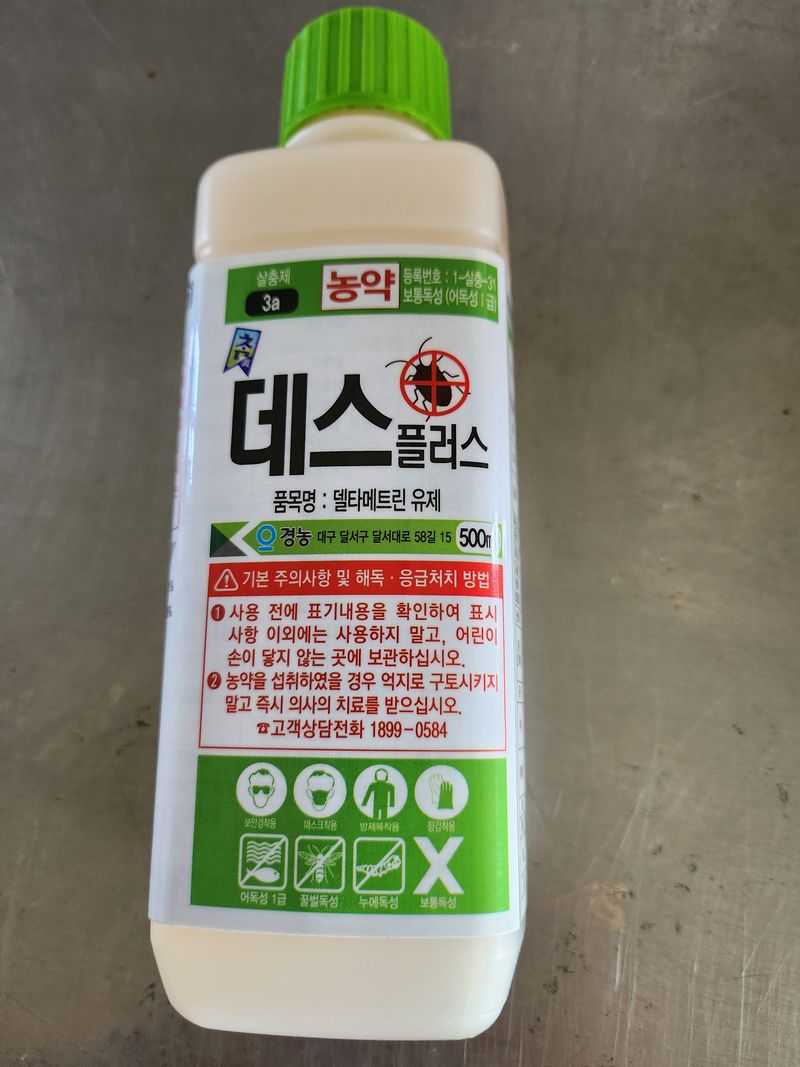 살충제
3a
농약
등록번호 : 1-살충-31
보통독성 (어독성 Ⅰ급)
참
데스플러스
품목명 : 델타메트린 유제
경농 대구 달서구 달서대로 58길 15 500m
기본 주의사항 및 해독 · 응급처치 방법
❶ 사용 전에 표기내용을 확인하여 표시
사항 이외에는 사용하지 말고, 어린이
손이 닿지 않는 곳에 보관하십시오.
❷ 농약을 섭취하였을 경우 억지로 구토시키지
말고 즉시 의사의 치료를 받으십시오.
☎고객상담전화 1899-0584
보안경착용 마스크착용 방제복착용 장갑착용
어독성 1급 꿀벌독성 누에독성 보통독성